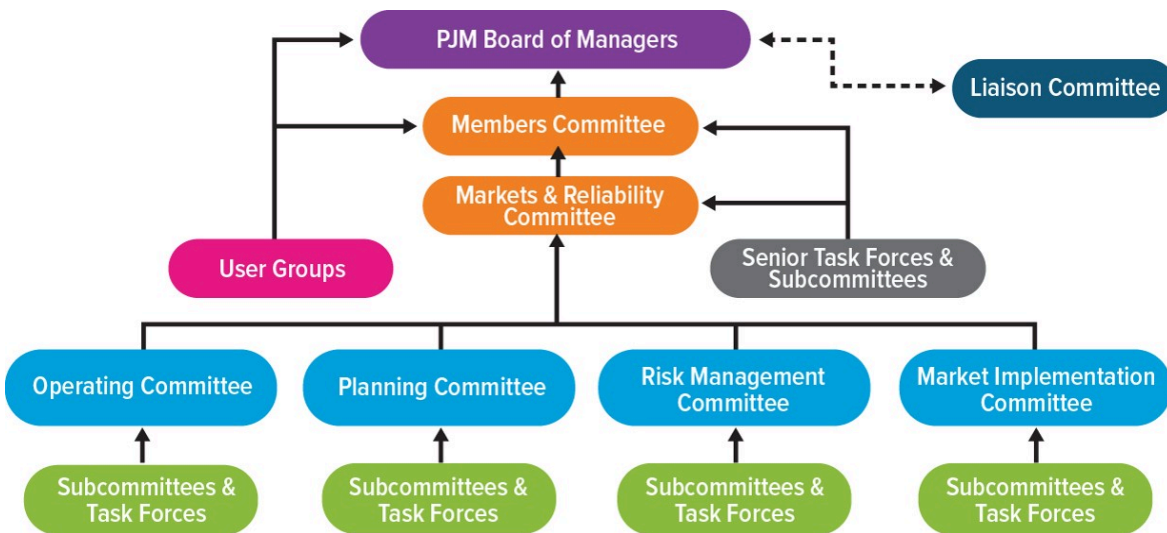 PJM Board of Managers
Liaison Committee
Members Committee
Markets & Reliability
Committee
User Groups
Senior Task Forces &
Subcommittees
Operating Committee
Planning Committee
Risk Management
Committee
Market Implementation
Committee
Subcommittees &
Task Forces
Subcommittees &
Task Forces
Subcommittees &
Task Forces
Subcommittees &
Task Forces